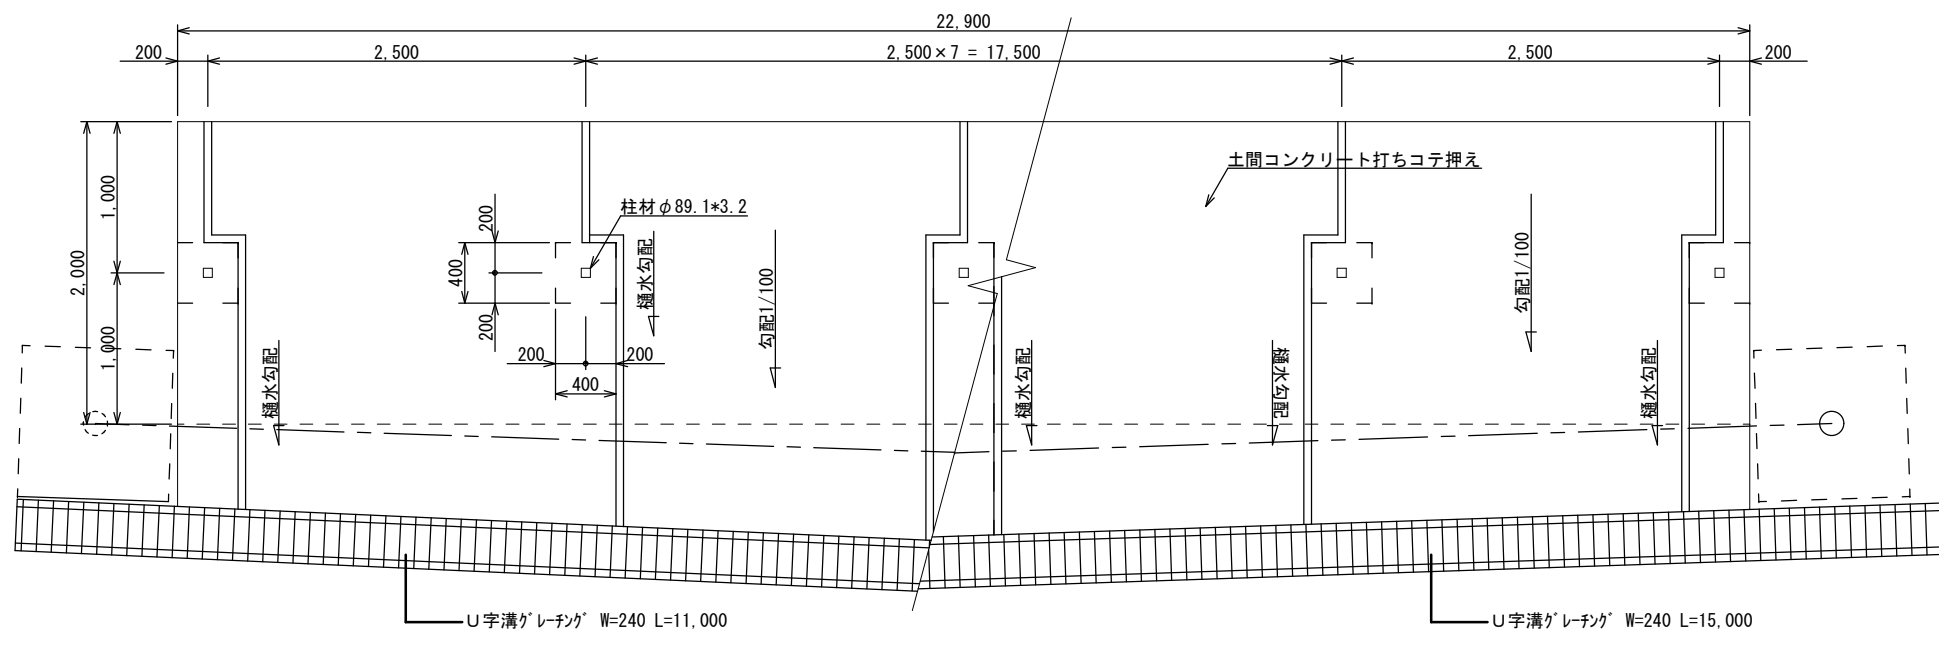 22,900
200
2,500
2,500×7 = 17,500
2,500
200
土間コンクリート打ちコテ押え
柱材φ89.1*3.2
2,000
1,000
1,000
400
200
200
樋水勾配
勾配1/100
勾配1/100
200
200
400
樋水勾配
樋水勾配
樋水勾配
樋水勾配
U字溝ｸﾞﾚｰﾁﾝｸﾞ W=240 L=11,000
U字溝ｸﾞﾚｰﾁﾝｸﾞ W=240 L=15,000